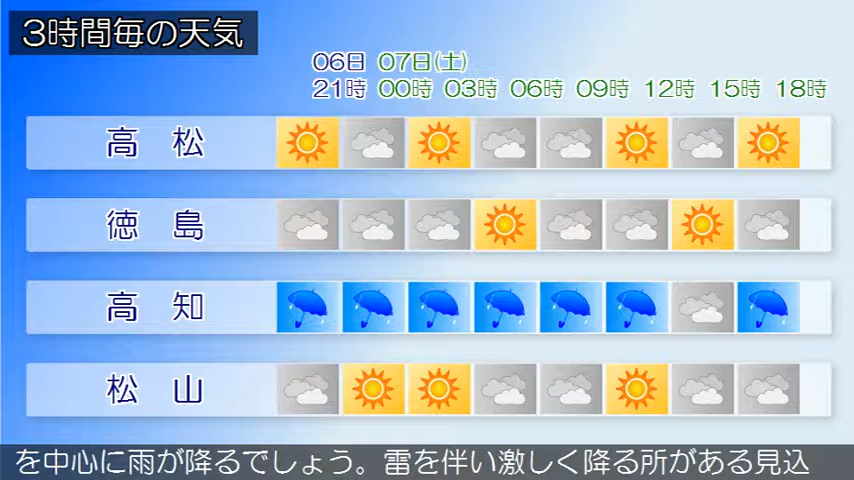 3時間毎の天気
06日 07日(土)
21時 00時 03時 06時 09時 12時 15時 18時
高 松
徳 島
高 知
松 山
を中心に雨が降るでしょう。雷を伴い激しく降る所がある見込